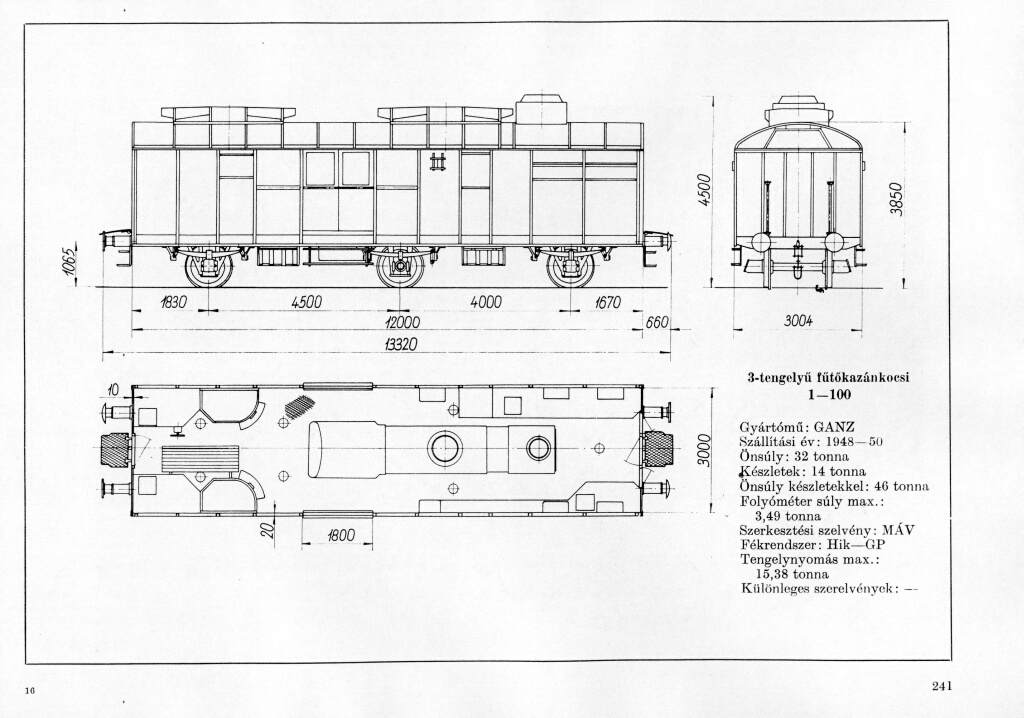 4500
3850
1065
1830
4500
4000
1670
12000
660
3004
13320
10
3000
20
1800
3-tengelyű fűtőkazánkocsi
1—100
Gyártómű: GANZ
Szállítási év: 1948—50
Önsúly: 32 tonna
Készletek: 14 tonna
Önsúly készletekkel: 46 tonna
Folyóméter súly max.:
3,49 tonna
Szerkesztési szelvény: MÁV
Fékrendszer: Hik—GP
Tengelynyomás max.:
15,38 tonna
Különleges szerelvények: —
16
241